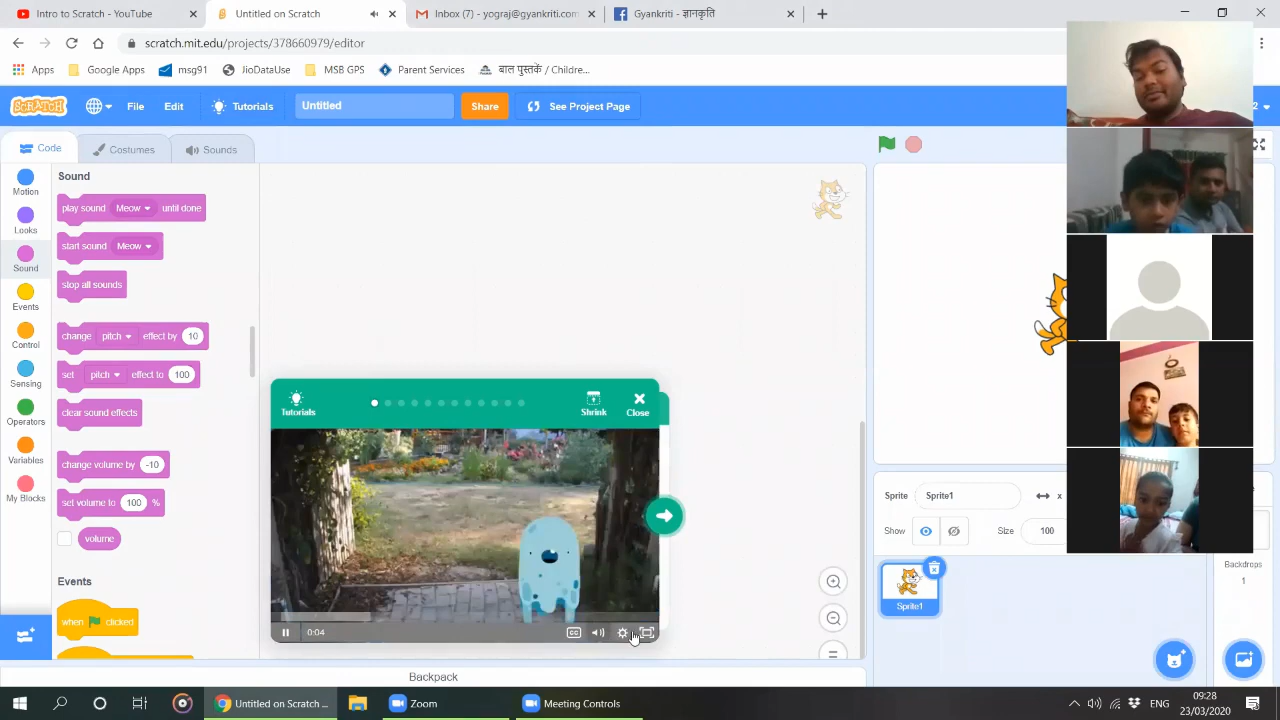 Intro to Scratch - YouTube
Untitled on Scratch
Inbox (7) - yograj@gyankriti.com
Gyankriti - ज्ञानकृति
scratch.mit.edu/projects/378660979/editor
Apps
Google Apps
msg91
JioDataUse
MSB GPS
Parent Services
बाल पुस्तकें / Childre...
SCRATCH
File
Edit
Tutorials
Untitled
Share
See Project Page
Code
Costumes
Sounds
Motion
Looks
Sound
Events
Control
Sensing
Operators
Variables
My Blocks
Sound
play sound Meow until done
start sound Meow
stop all sounds
change pitch effect by 10
set pitch effect to 100
clear sound effects
change volume by -10
set volume to 100 %
volume
Events
when clicked
Tutorials
Shrink
Close
0:04
CC
Backpack
Sprite
Sprite1
x
Show
Size
100
Sprite1
Backdrops
1
Untitled on Scratch ...
Zoom
Meeting Controls
ENG
09:28
23/03/2020